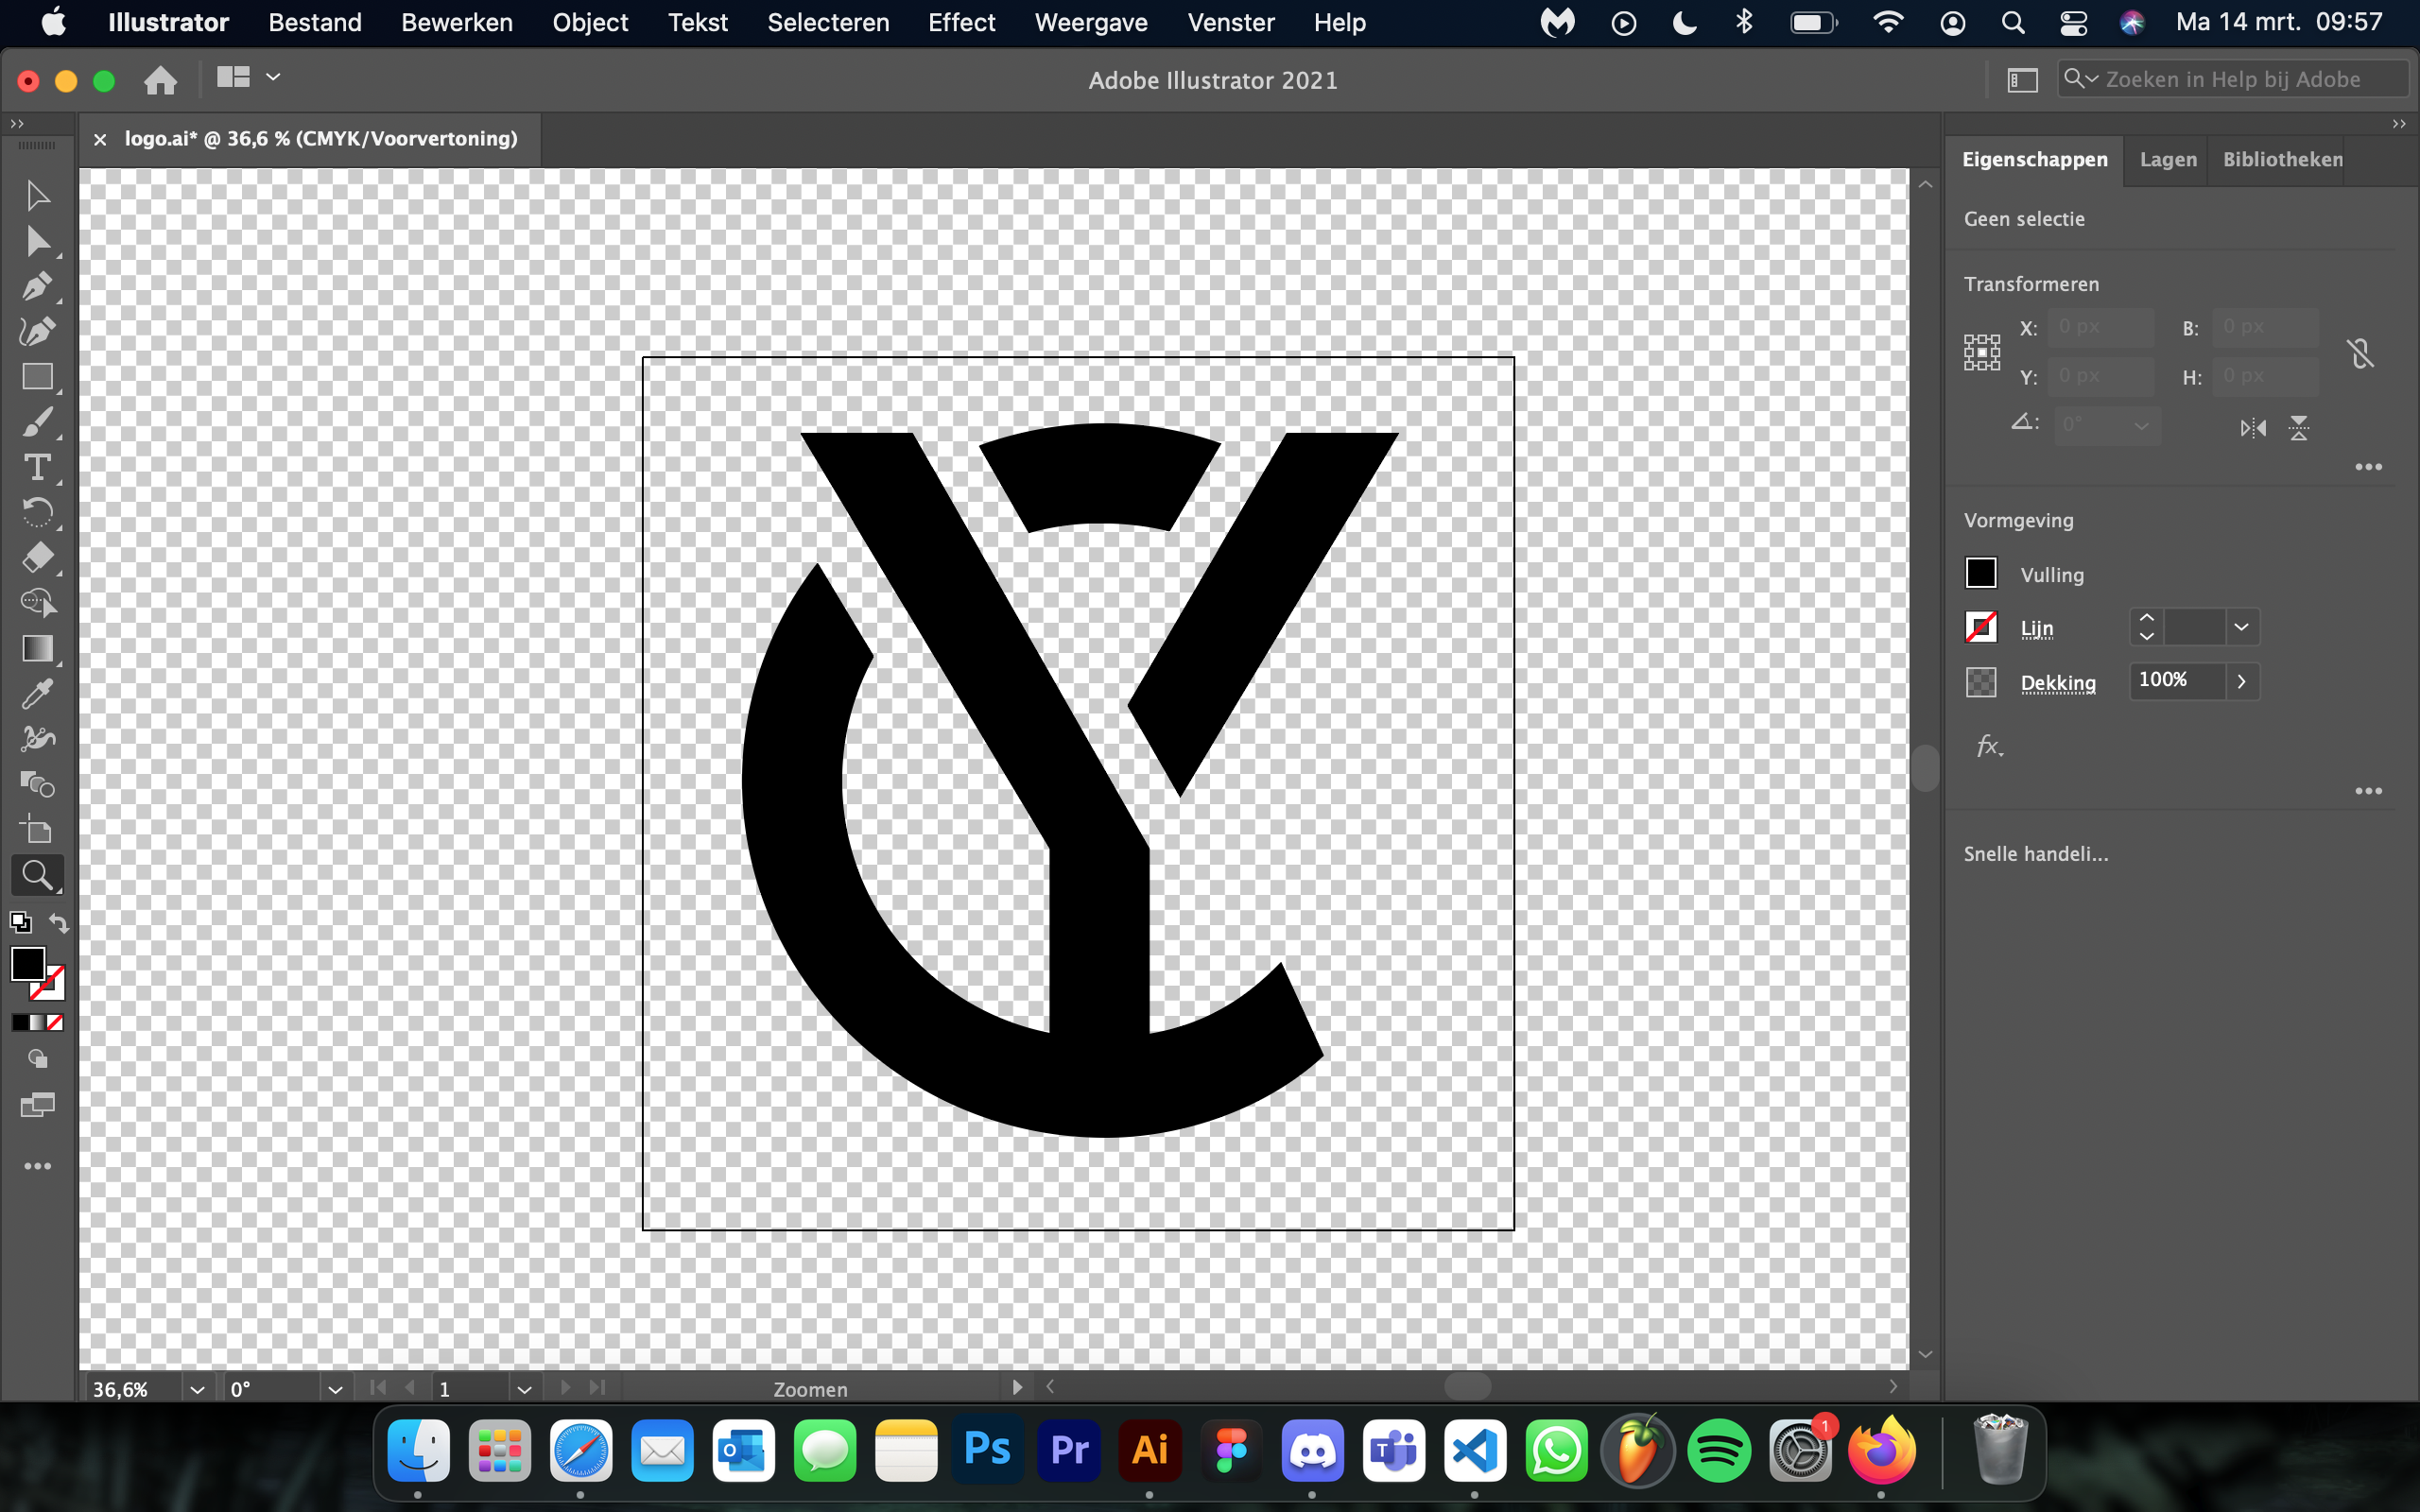 Illustrator Bestand Bewerken Object Tekst Selecteren Effect Weergave Venster Help Ma 14 mrt. 09:57
Adobe Illustrator 2021
Zoeken in Help bij Adobe
logo.ai* @ 36,6 % (CMYK/Voorvertoning)
Eigenschappen Lagen Bibliotheken
Geen selectie
Transformeren
X: 0 px B: 0 px
Y: 0 px H: 0 px
0°
Vormgeving
Vulling
Lijn
Dekking 100%
fx
Snelle handeli...
YC
36,6% 0° 1 Zoomen
Ps Pr Ai 1